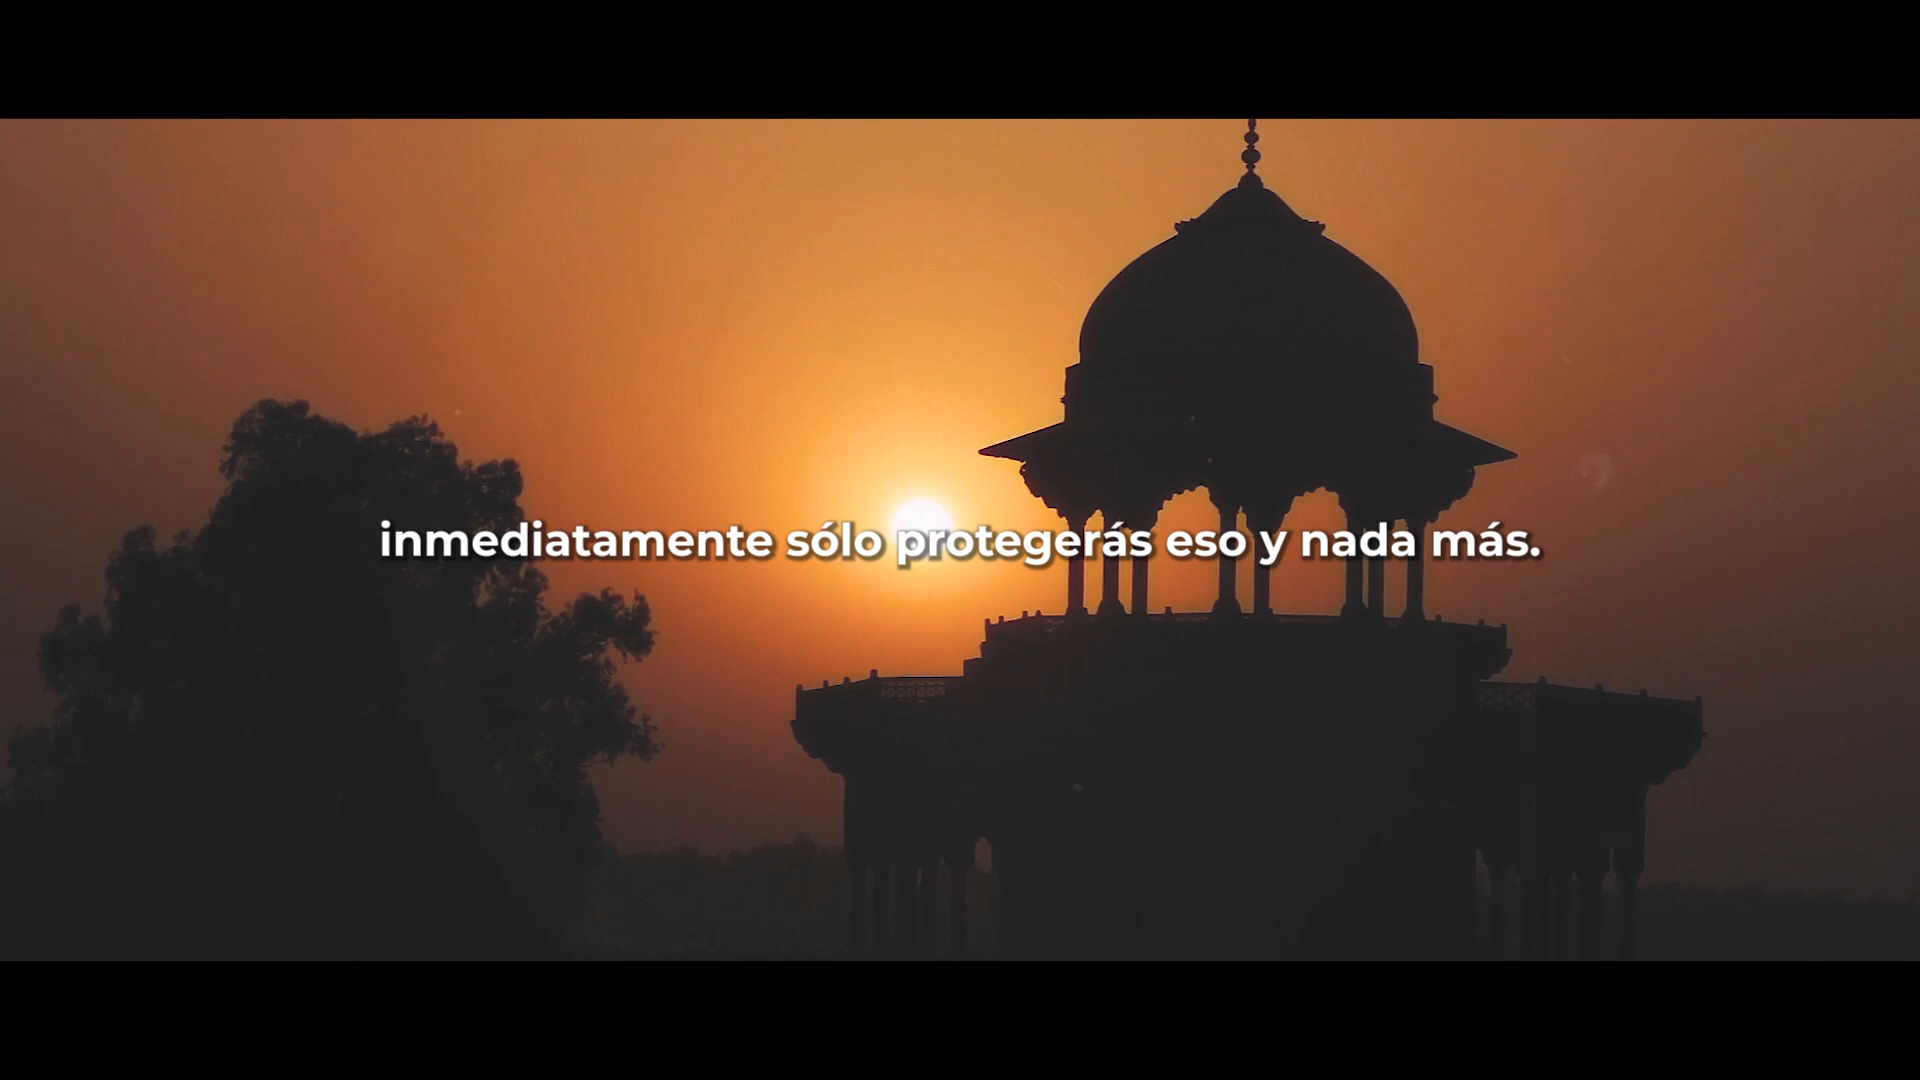 inmediatamente sólo protegerás eso y nada más.